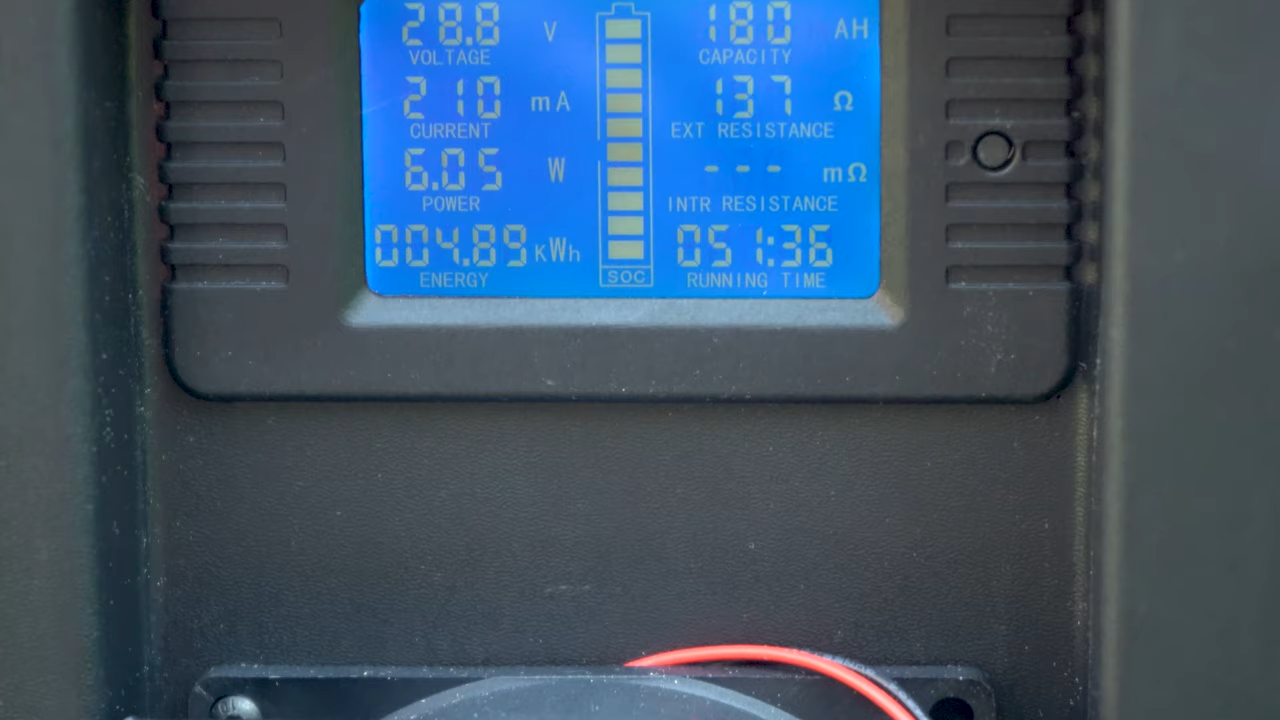 28.8 V 180 AH
VOLTAGE CAPACITY
210 mA 137 Ω
CURRENT EXT RESISTANCE
6.05 W --- mΩ
POWER INTR RESISTANCE
004.89 KWh 051:36
ENERGY SOC RUNNING TIME